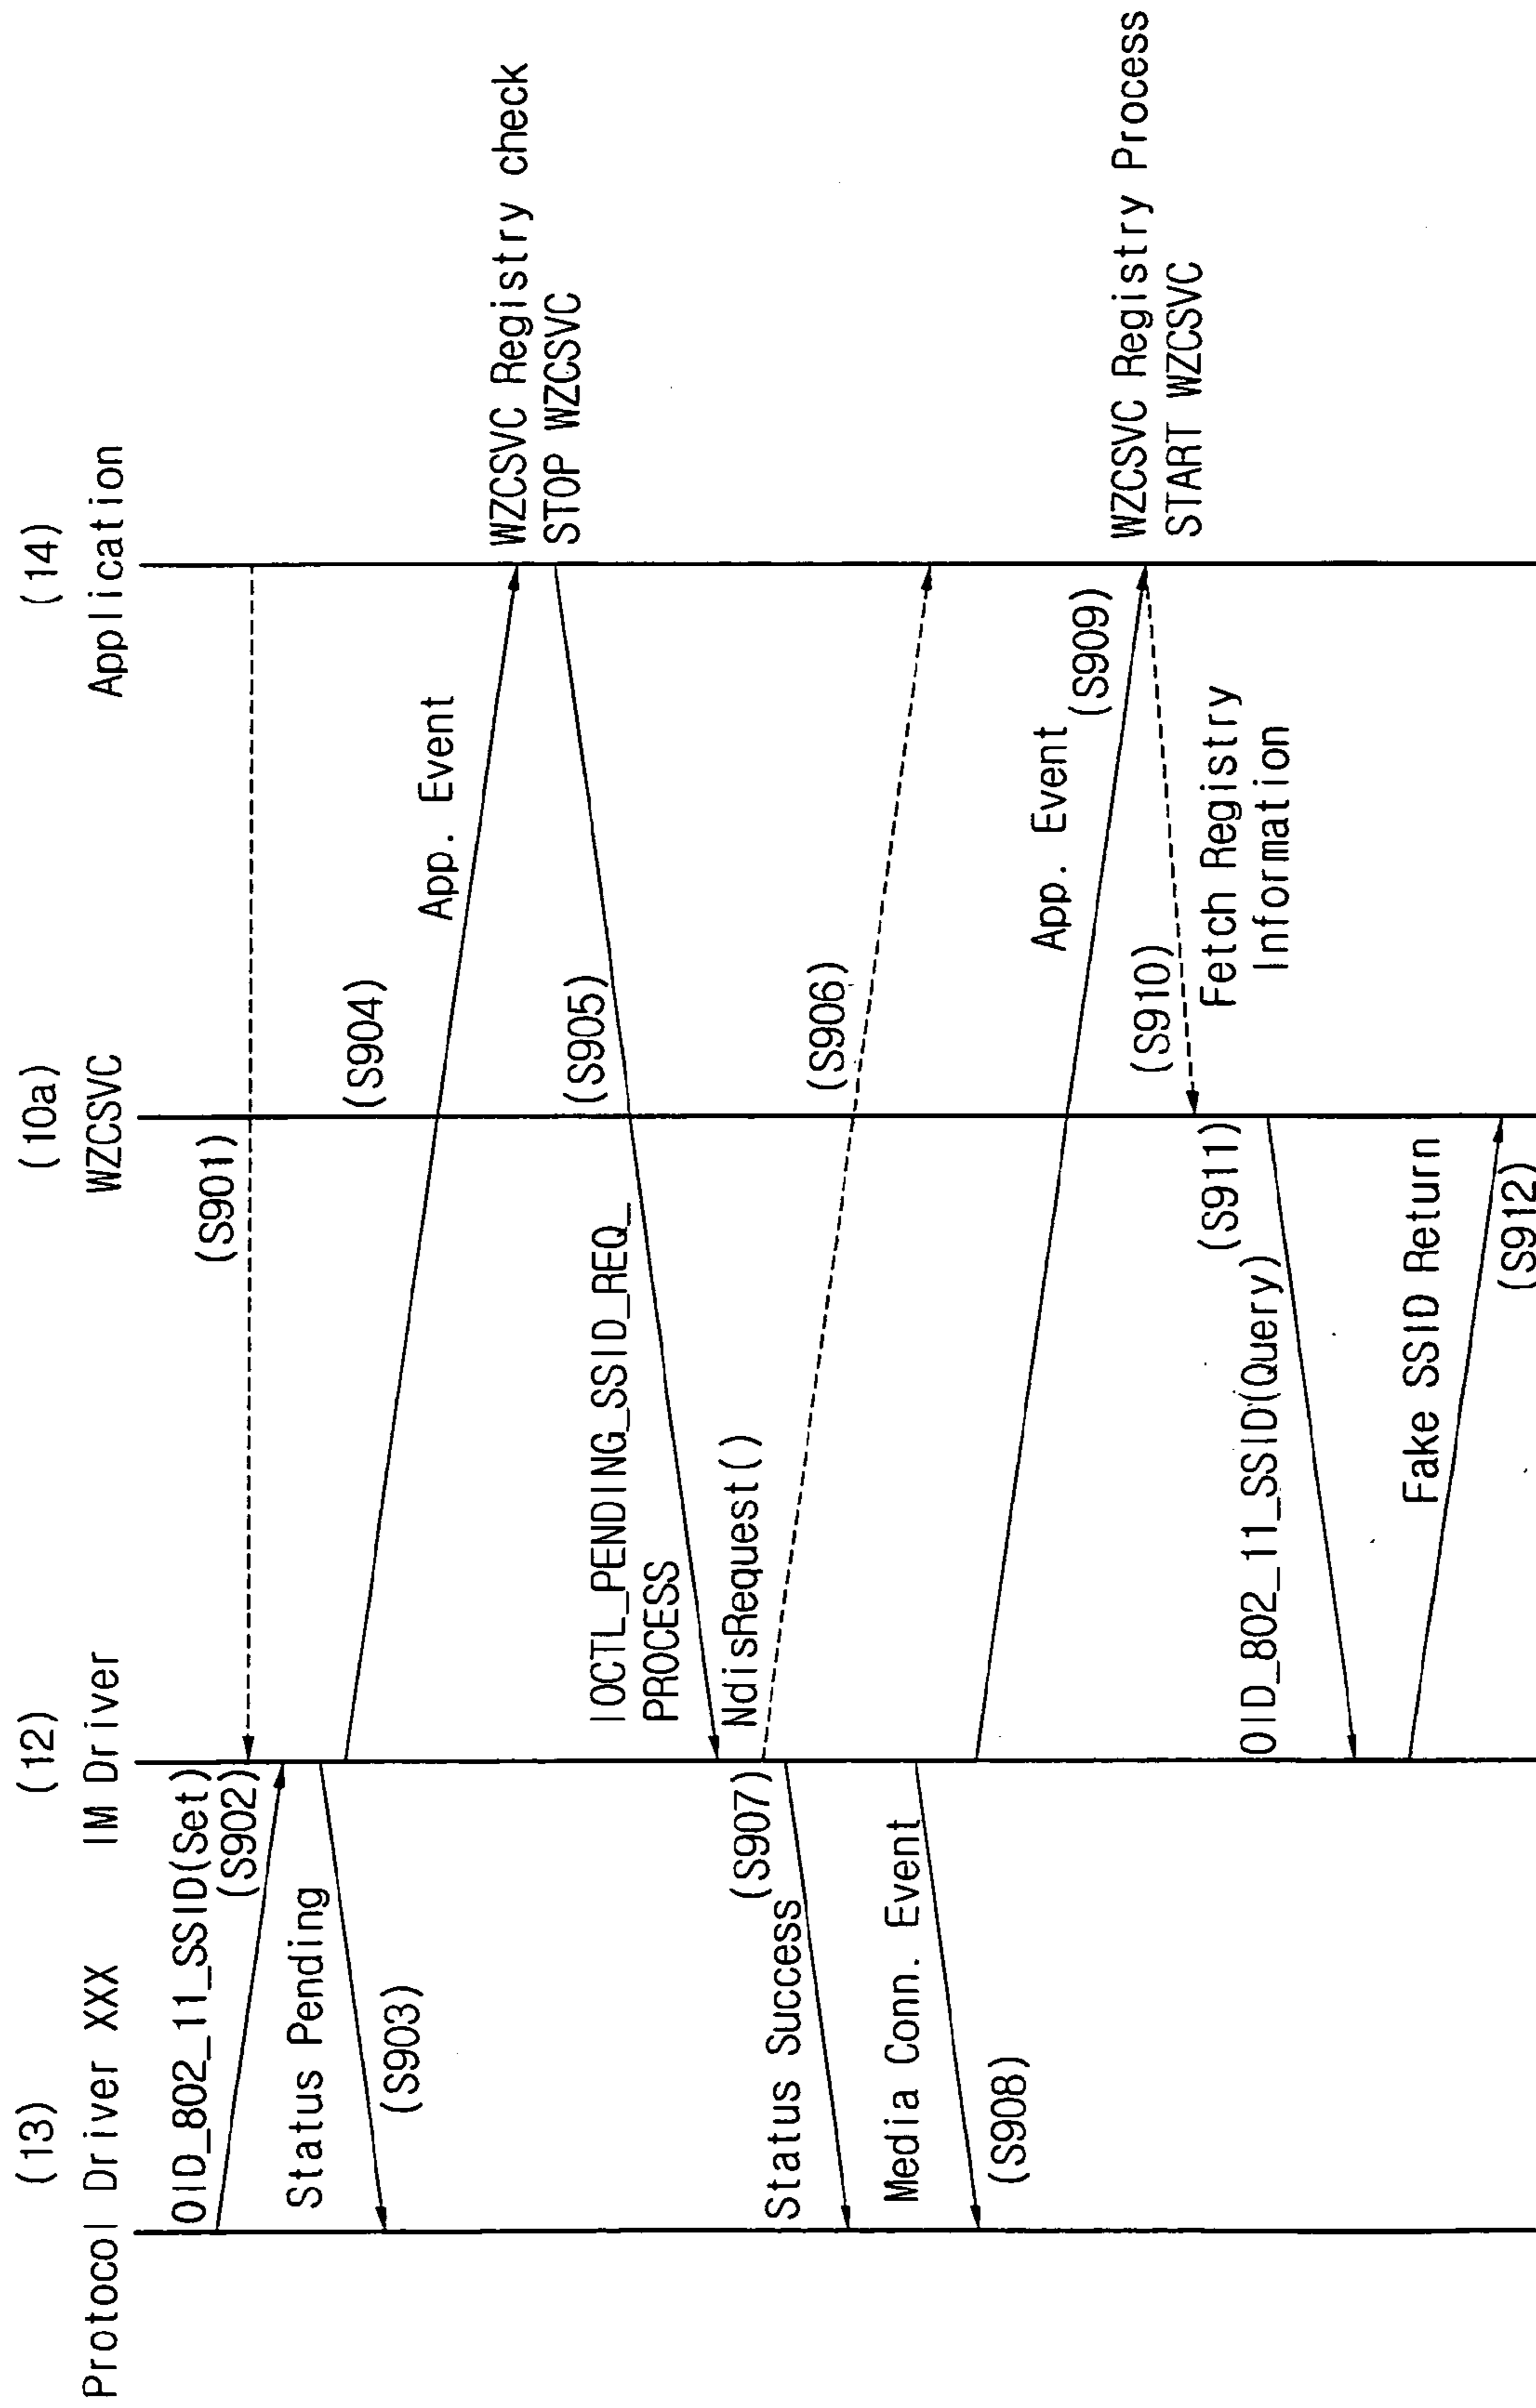 (13)
Protocol Driver XXX
(12)
IM Driver
(10a)
WZCSVC
(14)
Application
(S901)
OID_802_11_SSID(Set)
(S902)
Status Pending
(S903)
(S904)
App. Event
WZCSVC Registry check
STOP WZCSVC
(S905)
IOCTL_PENDING_SSID_REQ_
PROCESS
NdisRequest()
(S906)
(S907)
Status Success
Media Conn. Event
(S908)
App. Event
(S909)
WZCSVC Registry Process
START WZCSVC
(S910)
Fetch Registry
Information
(S911)
OID_802_11_SSID(Query)
Fake SSID Return
(S912)